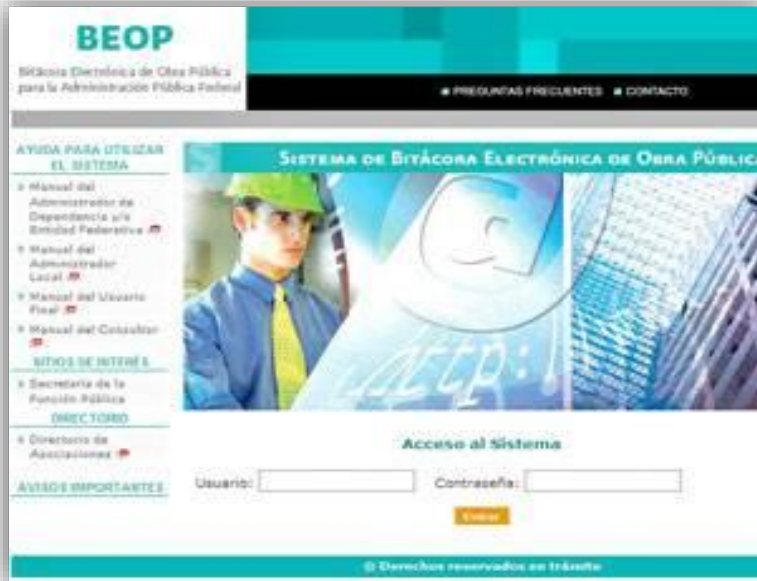 BEOP
Bitácora Electrónica de Obra Pública
para la Administración Pública Federal
PREGUNTAS FRECUENTES
CONTACTO
AYUDA PARA UTILIZAR
EL SISTEMA
Manual del
Administrador de
Dependencia y/o
Entidad Federativa
Manual del
Administrador
Local
Manual del Usuario
Final
Manual del Consultor
SITIOS DE INTERÉS
Secretaría de la
Función Pública
DIRECTORIO
Directorio de
Asociaciones
AVISOS IMPORTANTES
SISTEMA DE BITÁCORA ELECTRÓNICA DE OBRA PÚBLICA
@
http:
Acceso al Sistema
Usuario:
Contraseña:
Entrar
© Derechos reservados en trámite